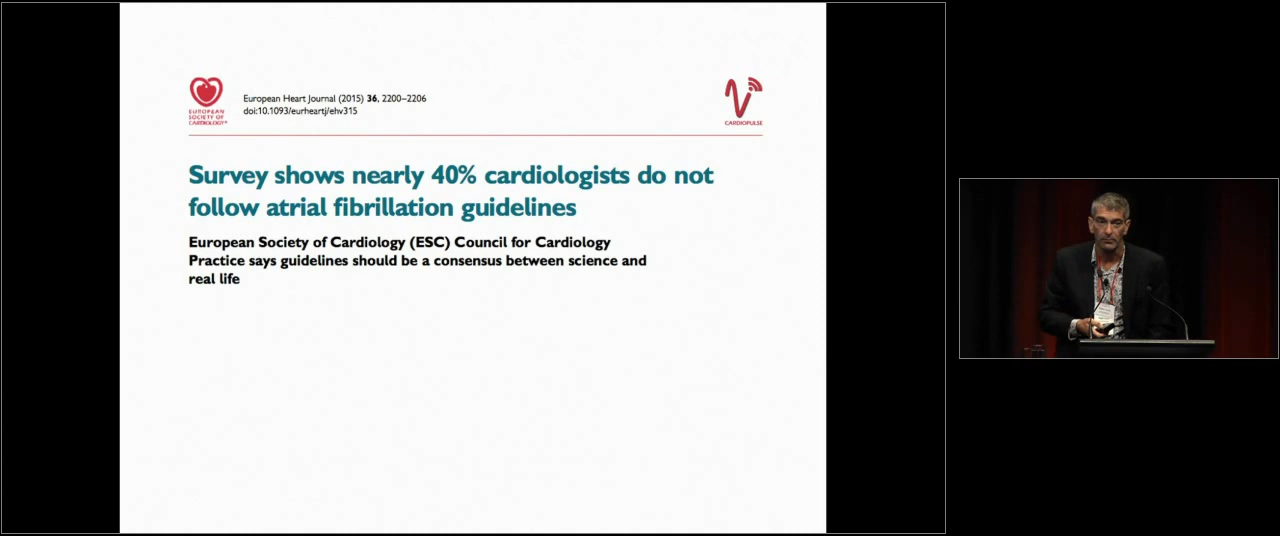 EUROPEAN
SOCIETY OF
CARDIOLOGY®
European Heart Journal (2015) 36, 2200–2206
doi:10.1093/eurheartj/ehv315
CARDIOPULSE
Survey shows nearly 40% cardiologists do not
follow atrial fibrillation guidelines
European Society of Cardiology (ESC) Council for Cardiology
Practice says guidelines should be a consensus between science and
real life